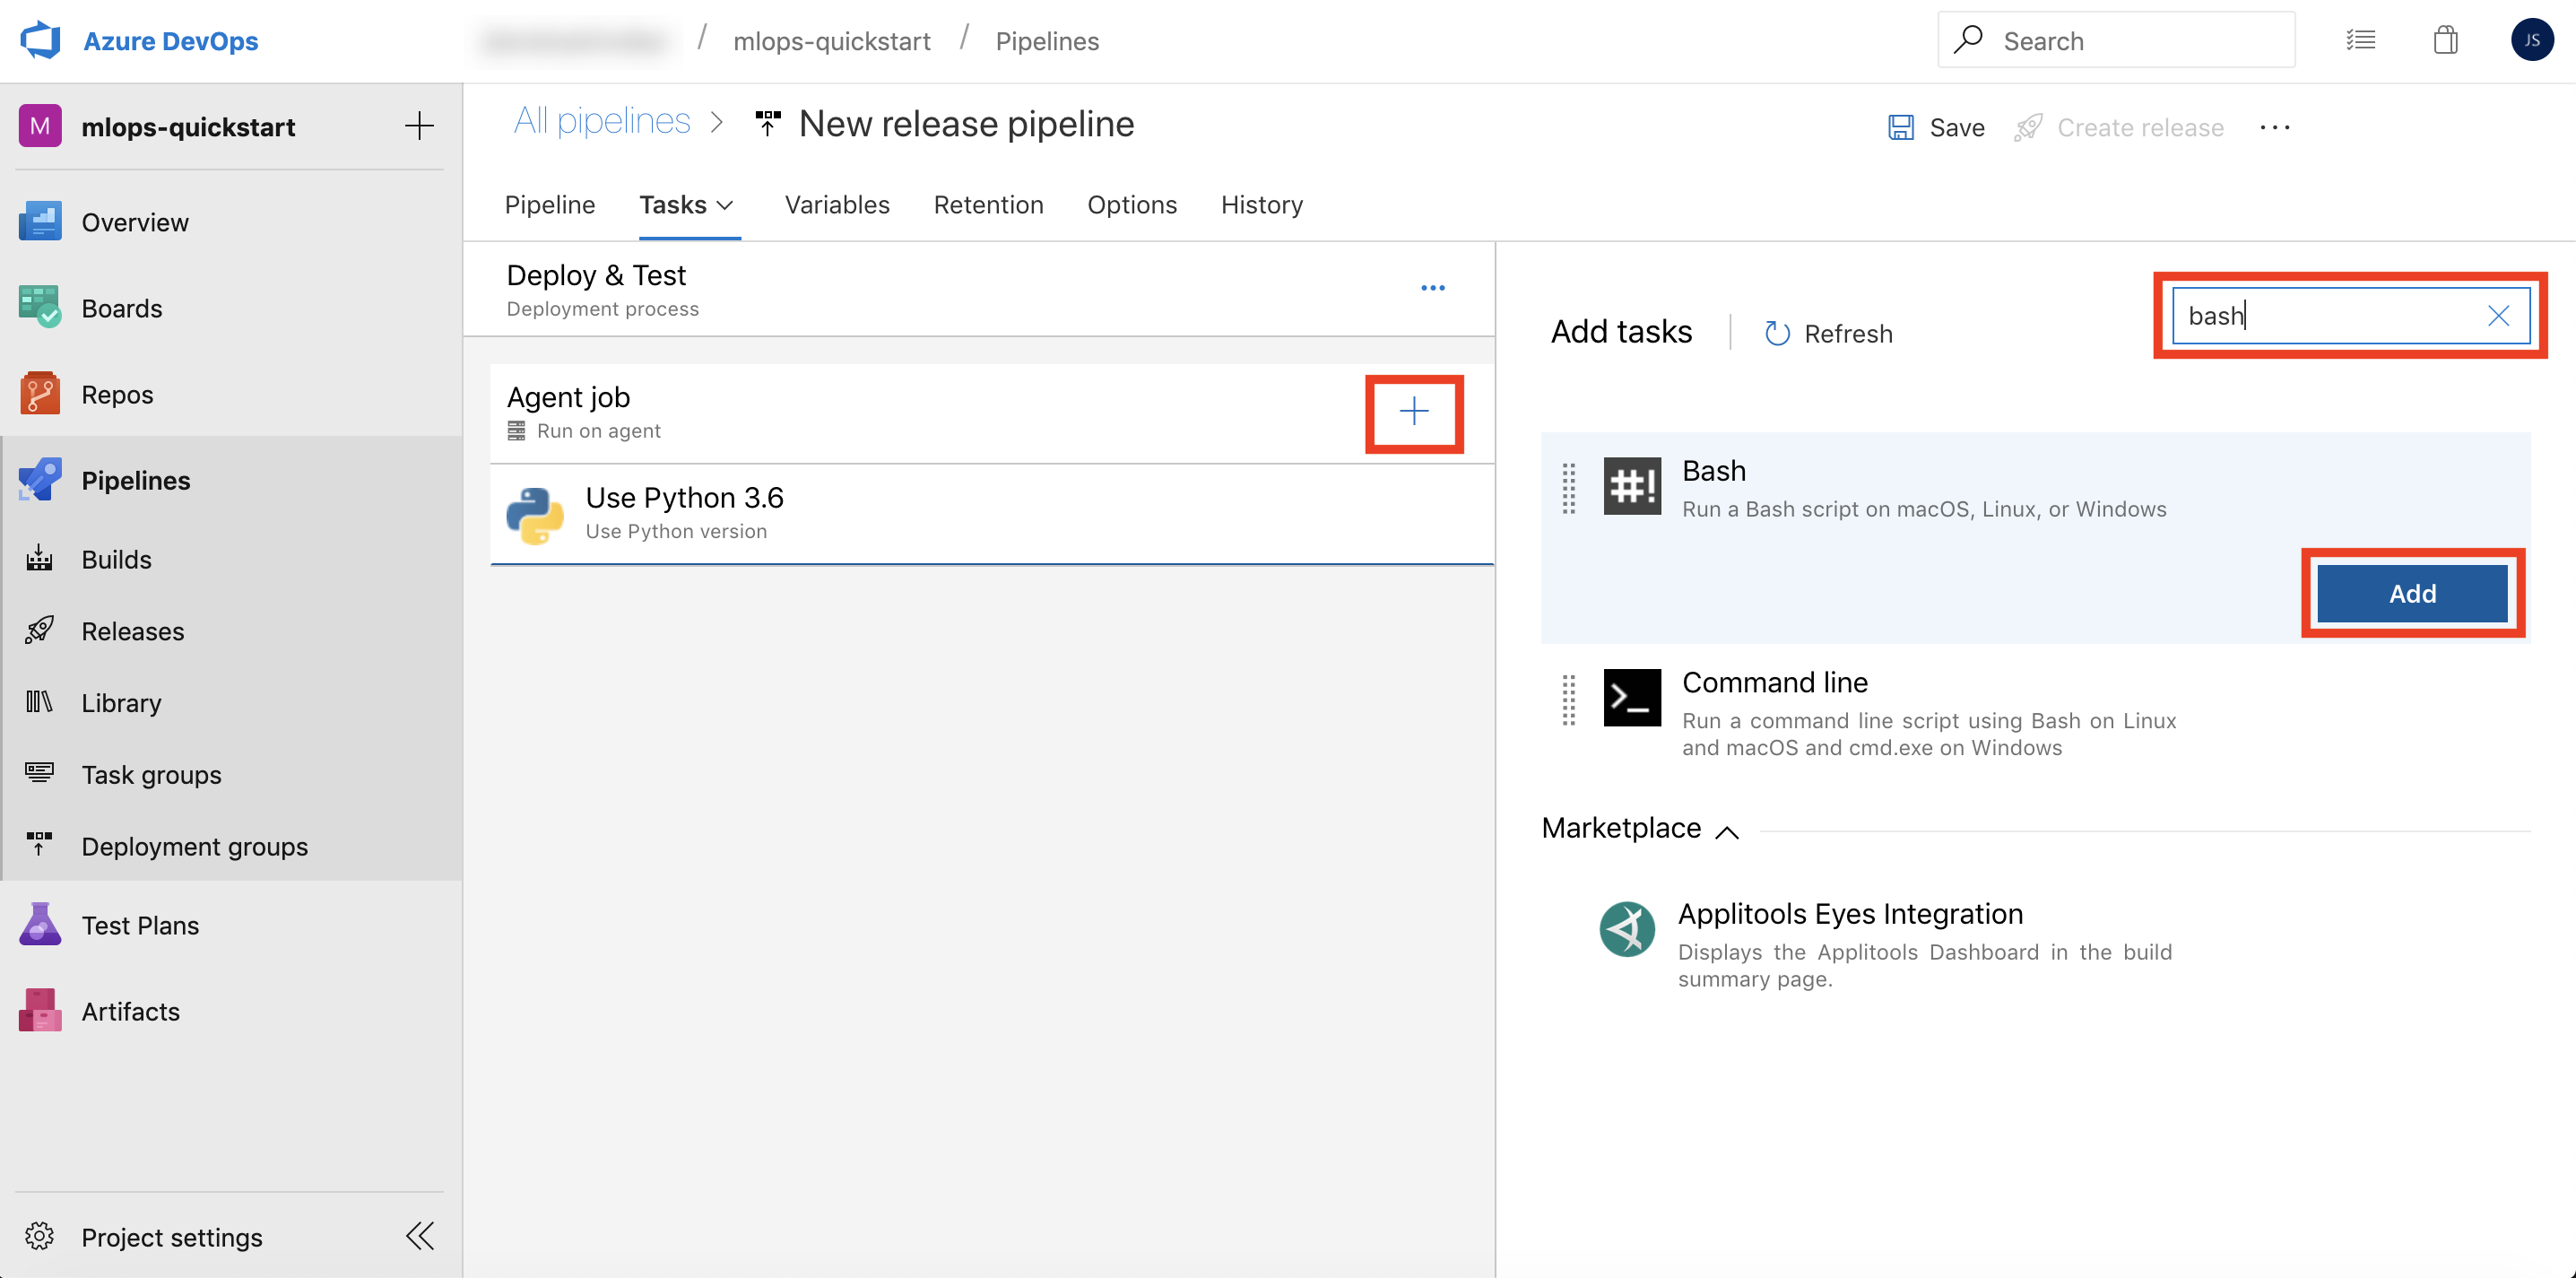 Azure DevOps
/ mlops-quickstart / Pipelines
Search
JS
M mlops-quickstart
Overview
Boards
Repos
Pipelines
Builds
Releases
Library
Task groups
Deployment groups
Test Plans
Artifacts
Project settings
All pipelines > New release pipeline
Save
Create release
Pipeline Tasks Variables Retention Options History
Deploy & Test
Deployment process
Agent job
Run on agent
Use Python 3.6
Use Python version
Add tasks
Refresh
bash
#!
Bash
Run a Bash script on macOS, Linux, or Windows
Add
>_
Command line
Run a command line script using Bash on Linux
and macOS and cmd.exe on Windows
Marketplace
Applitools Eyes Integration
Displays the Applitools Dashboard in the build
summary page.